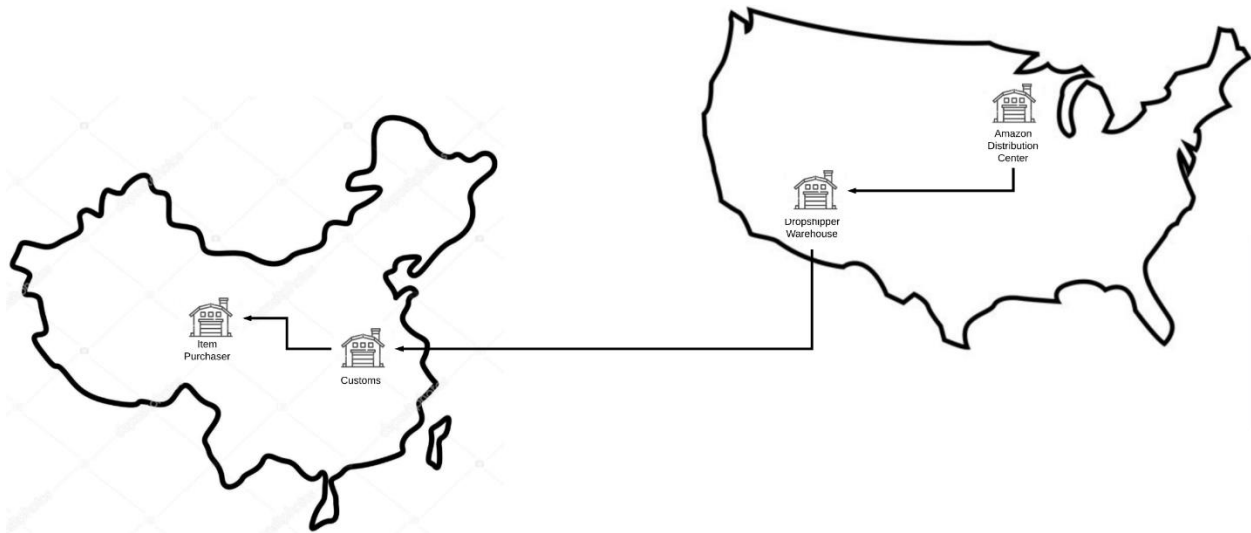 Amazon
Distribution
Center
Dropshipper
Warehouse
Item
Purchaser
Customs